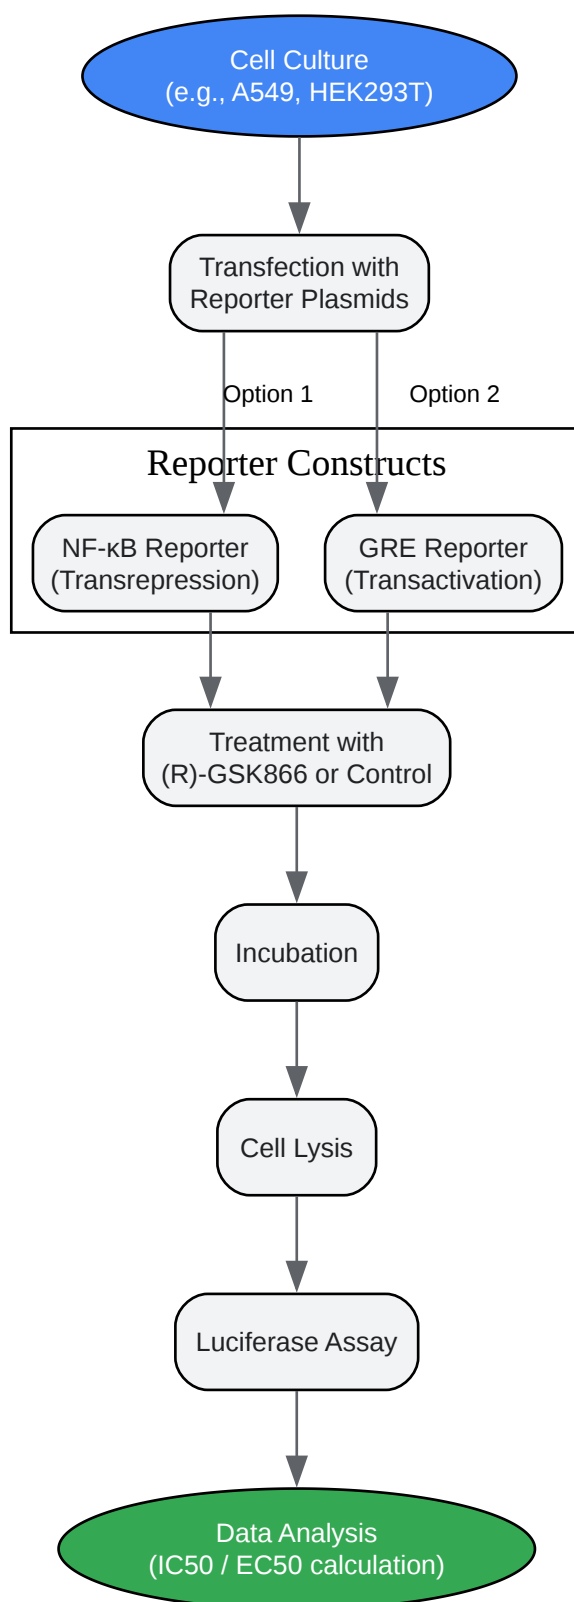 Cell Culture
(e.g., A549, HEK293T)
Transfection with
Reporter Plasmids
Option 1
Option 2
Reporter Constructs
NF-κB Reporter
(Transrepression)
GRE Reporter
(Transactivation)
Treatment with
(R)-GSK866 or Control
Incubation
Cell Lysis
Luciferase Assay
Data Analysis
(IC50 / EC50 calculation)